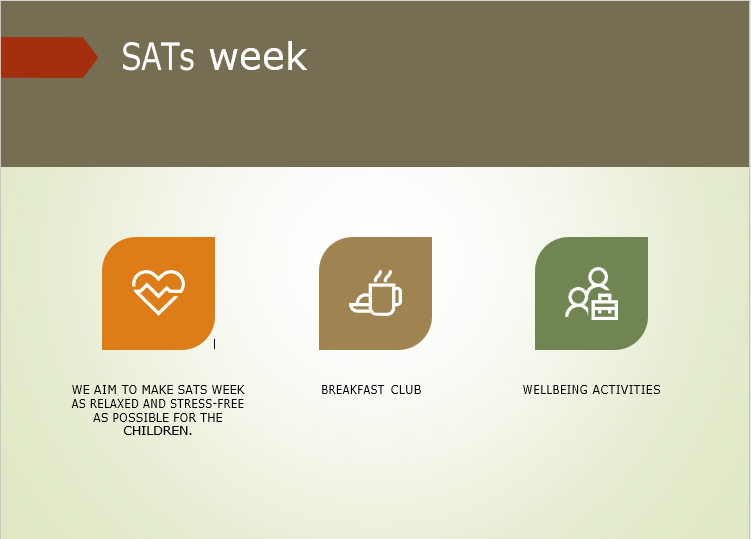 SATs week
WE AIM TO MAKE SATS WEEK
AS RELAXED AND STRESS-FREE
AS POSSIBLE FOR THE
CHILDREN.
BREAKFAST CLUB
WELLBEING ACTIVITIES